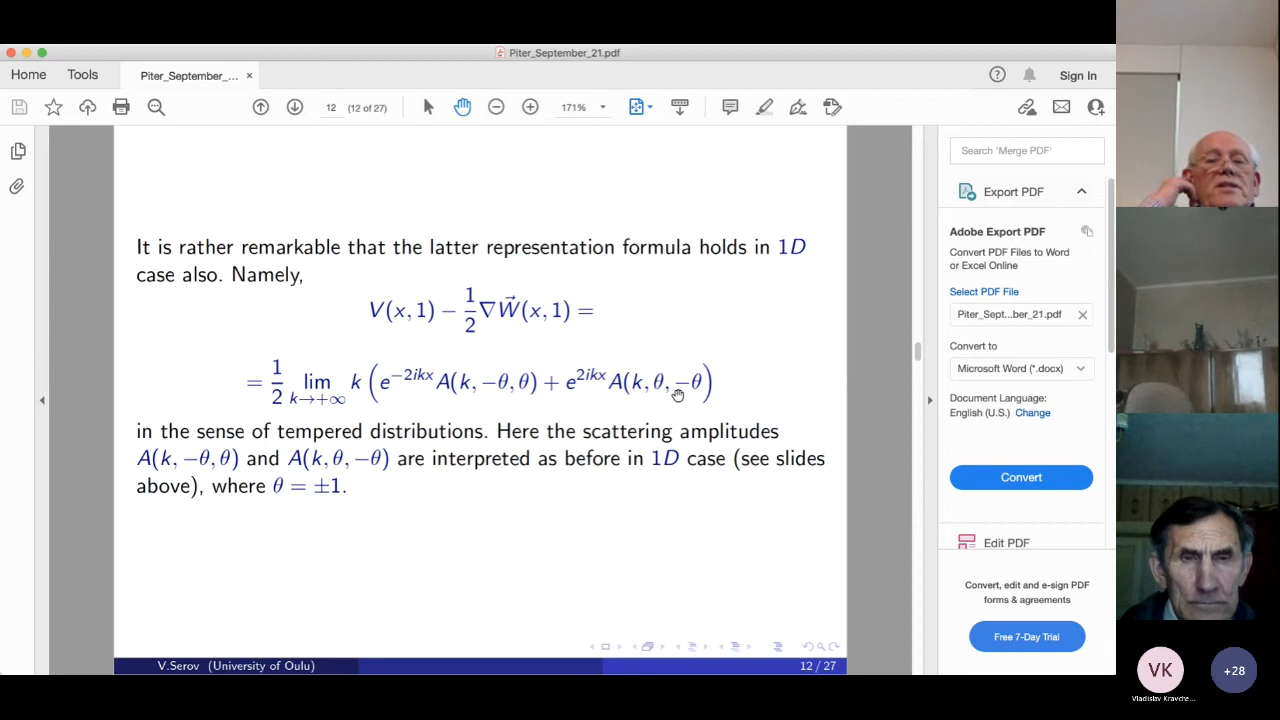 Piter_September_21.pdf
Home Tools Piter_September_... × Sign In
12 (12 of 27) 171%
It is rather remarkable that the latter representation formula holds in 1D
case also. Namely,
V(x, 1) − 1/2 ∇W⃗(x, 1) =
= 1/2 lim k→+∞ k (e^{−2ikx} A(k, −θ, θ) + e^{2ikx} A(k, θ, −θ))
in the sense of tempered distributions. Here the scattering amplitudes
A(k, −θ, θ) and A(k, θ, −θ) are interpreted as before in 1D case (see slides
above), where θ = ±1.
V.Serov (University of Oulu) 12 / 27
Search 'Merge PDF'
Export PDF
Adobe Export PDF
Convert PDF Files to Word
or Excel Online
Select PDF File
Piter_Sept...ber_21.pdf
Convert to
Microsoft Word (*.docx)
Document Language:
English (U.S.) Change
Convert
Edit PDF
Convert, edit and e-sign PDF
forms & agreements
Free 7-Day Trial
VK
Vladislav Kravche...
+28